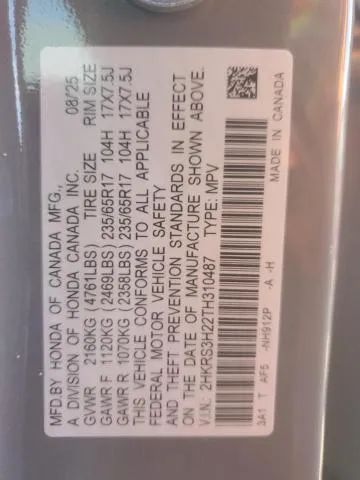 MFD.BY HONDA OF CANADA MFG.,
A DIVISION OF HONDA CANADA INC. 08/25
GVWR 2160KG (4761LBS) TIRE SIZE RIM SIZE
GAWR F 1120KG (2469LBS) 235/65R17 104H 17X7.5J
GAWR R 1070KG (2358LBS) 235/65R17 104H 17X7.5J
THIS VEHICLE CONFORMS TO ALL APPLICABLE
FEDERAL MOTOR VEHICLE SAFETY
AND THEFT PREVENTION STANDARDS IN EFFECT
ON THE DATE OF MANUFACTURE SHOWN ABOVE.
V.I.N.: 2HKRS3H22TH310487 TYPE: MPV
3A1 T AF5 -NH912P -A -H
MADE IN CANADA